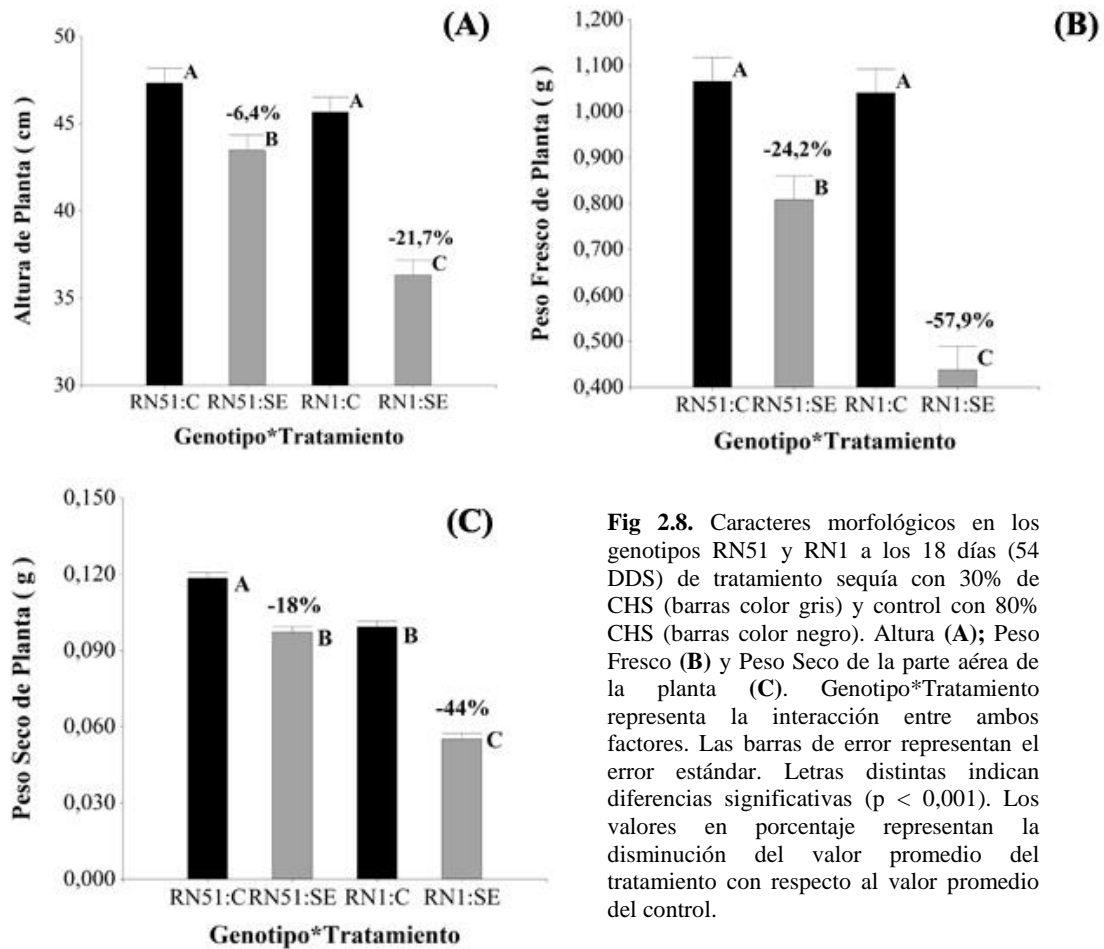 (A)
50
45
40
35
30
Altura de Planta ( cm )
A
-6,4%
B
A
-21,7%
C
RN51:C RN51:SE RN1:C RN1:SE
Genotipo*Tratamiento
(B)
1,200
1,100
1,000
0,900
0,800
0,700
0,600
0,500
0,400
Peso Fresco de Planta ( g )
A
-24,2%
B
A
-57,9%
C
RN51:C RN51:SE RN1:C RN1:SE
Genotipo*Tratamiento
(C)
0,150
0,120
0,090
0,060
0,030
0,000
Peso Seco de Planta ( g )
A
-18%
B
B
-44%
C
RN51:C RN51:SE RN1:C RN1:SE
Genotipo*Tratamiento
Fig 2.8. Caracteres morfológicos en los
genotipos RN51 y RN1 a los 18 días (54
DDS) de tratamiento sequía con 30% de
CHS (barras color gris) y control con 80%
CHS (barras color negro). Altura (A); Peso
Fresco (B) y Peso Seco de la parte aérea de
la planta (C). Genotipo*Tratamiento
representa la interacción entre ambos
factores. Las barras de error representan el
error estándar. Letras distintas indican
diferencias significativas (p < 0,001). Los
valores en porcentaje representan la
disminución del valor promedio del
tratamiento con respecto al valor promedio
del control.